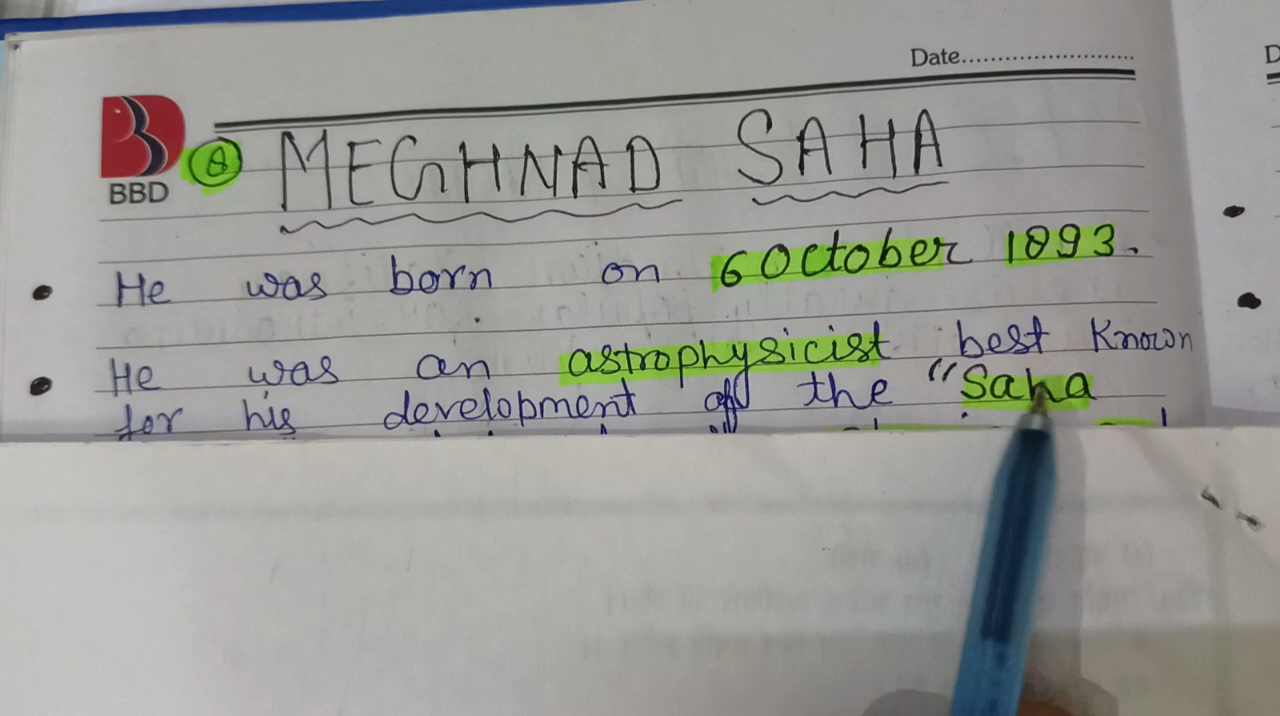 Date........................
BBD
8 MEGHNAD SAHA
• He was born on 6 October 1893.
• He was an astrophysicist best known
for his development of the "Saha